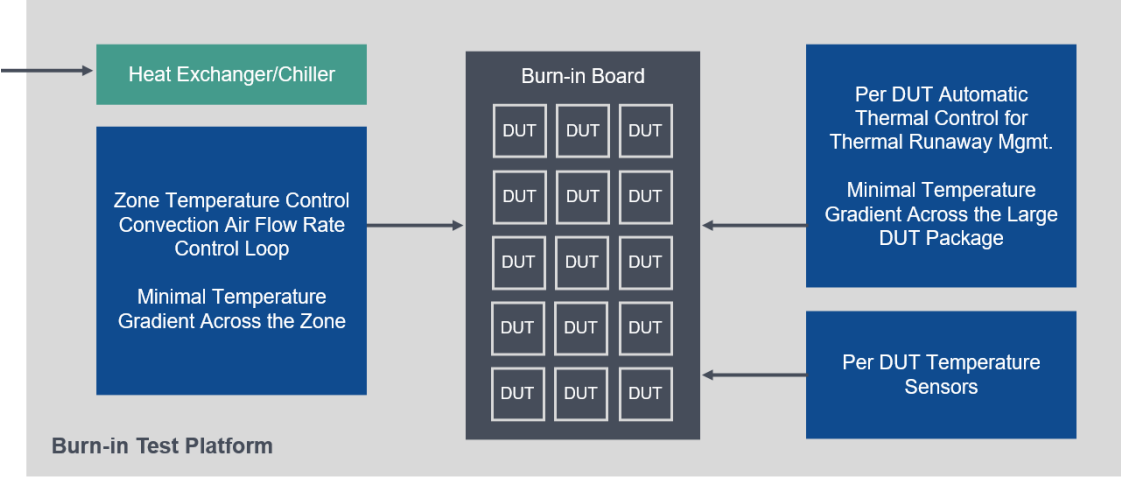 Heat Exchanger/Chiller
Zone Temperature Control
Convection Air Flow Rate
Control Loop
Minimal Temperature
Gradient Across the Zone
Burn-in Board
DUT DUT DUT
DUT DUT DUT
DUT DUT DUT
DUT DUT DUT
DUT DUT DUT
Per DUT Automatic
Thermal Control for
Thermal Runaway Mgmt.
Minimal Temperature
Gradient Across the Large
DUT Package
Per DUT Temperature
Sensors
Burn-in Test Platform